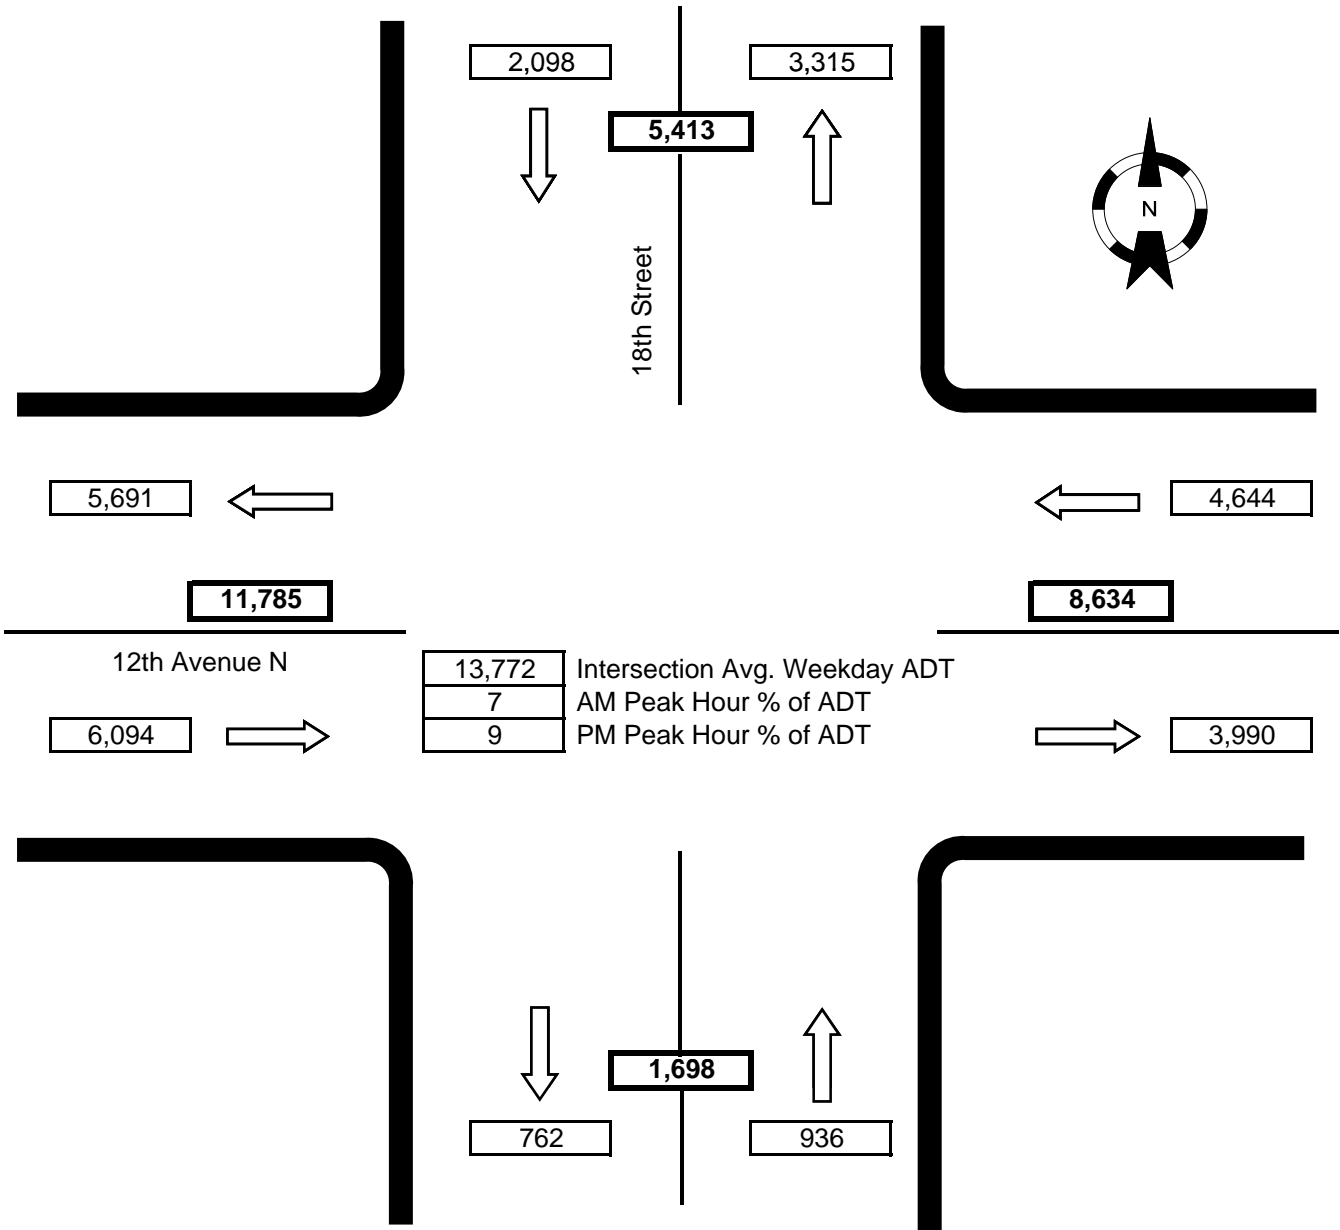 2,098
3,315
5,413
N
18th Street
5,691
4,644
11,785
8,634
12th Avenue N
13,772 Intersection Avg. Weekday ADT
7 AM Peak Hour % of ADT
6,094
9 PM Peak Hour % of ADT
3,990
1,698
762
936